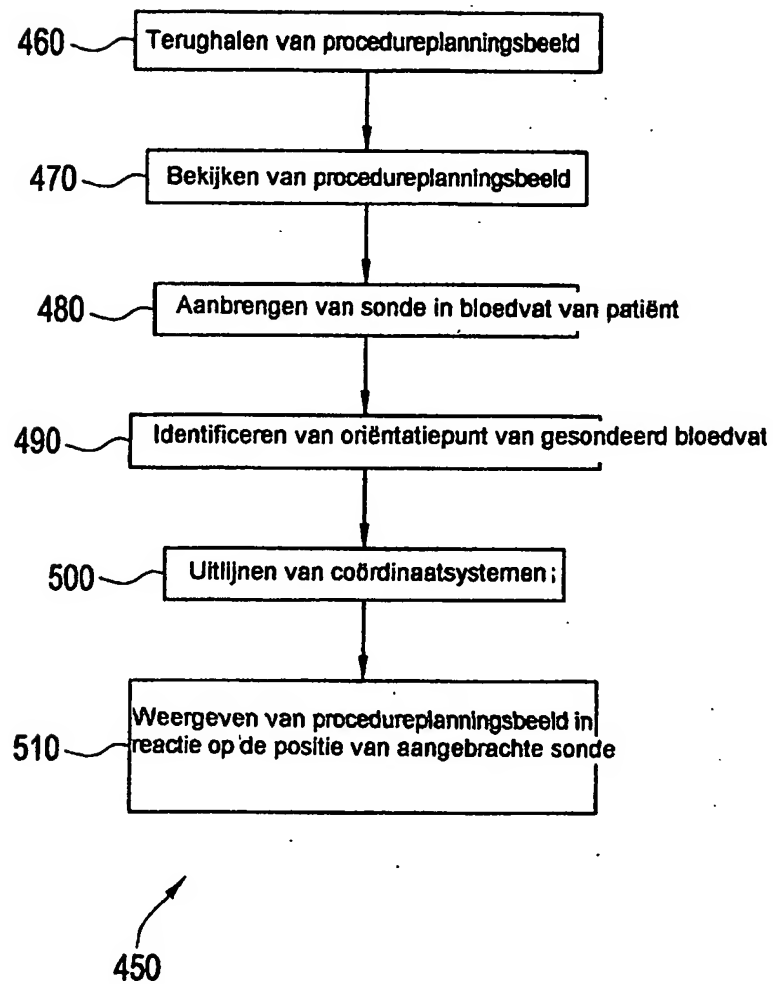 460 Terughalen van procedureplanningsbeeld
470 Bekijken van procedureplanningsbeeld
480 Aanbrengen van sonde in bloedvat van patiënt
490 Identificeren van oriëntatiepunt van gesondeerd bloedvat
500 Uitlijnen van coördinaatsystemen;
Weergeven van procedureplanningsbeeld in
510 reactie op de positie van aangebrachte sonde
450